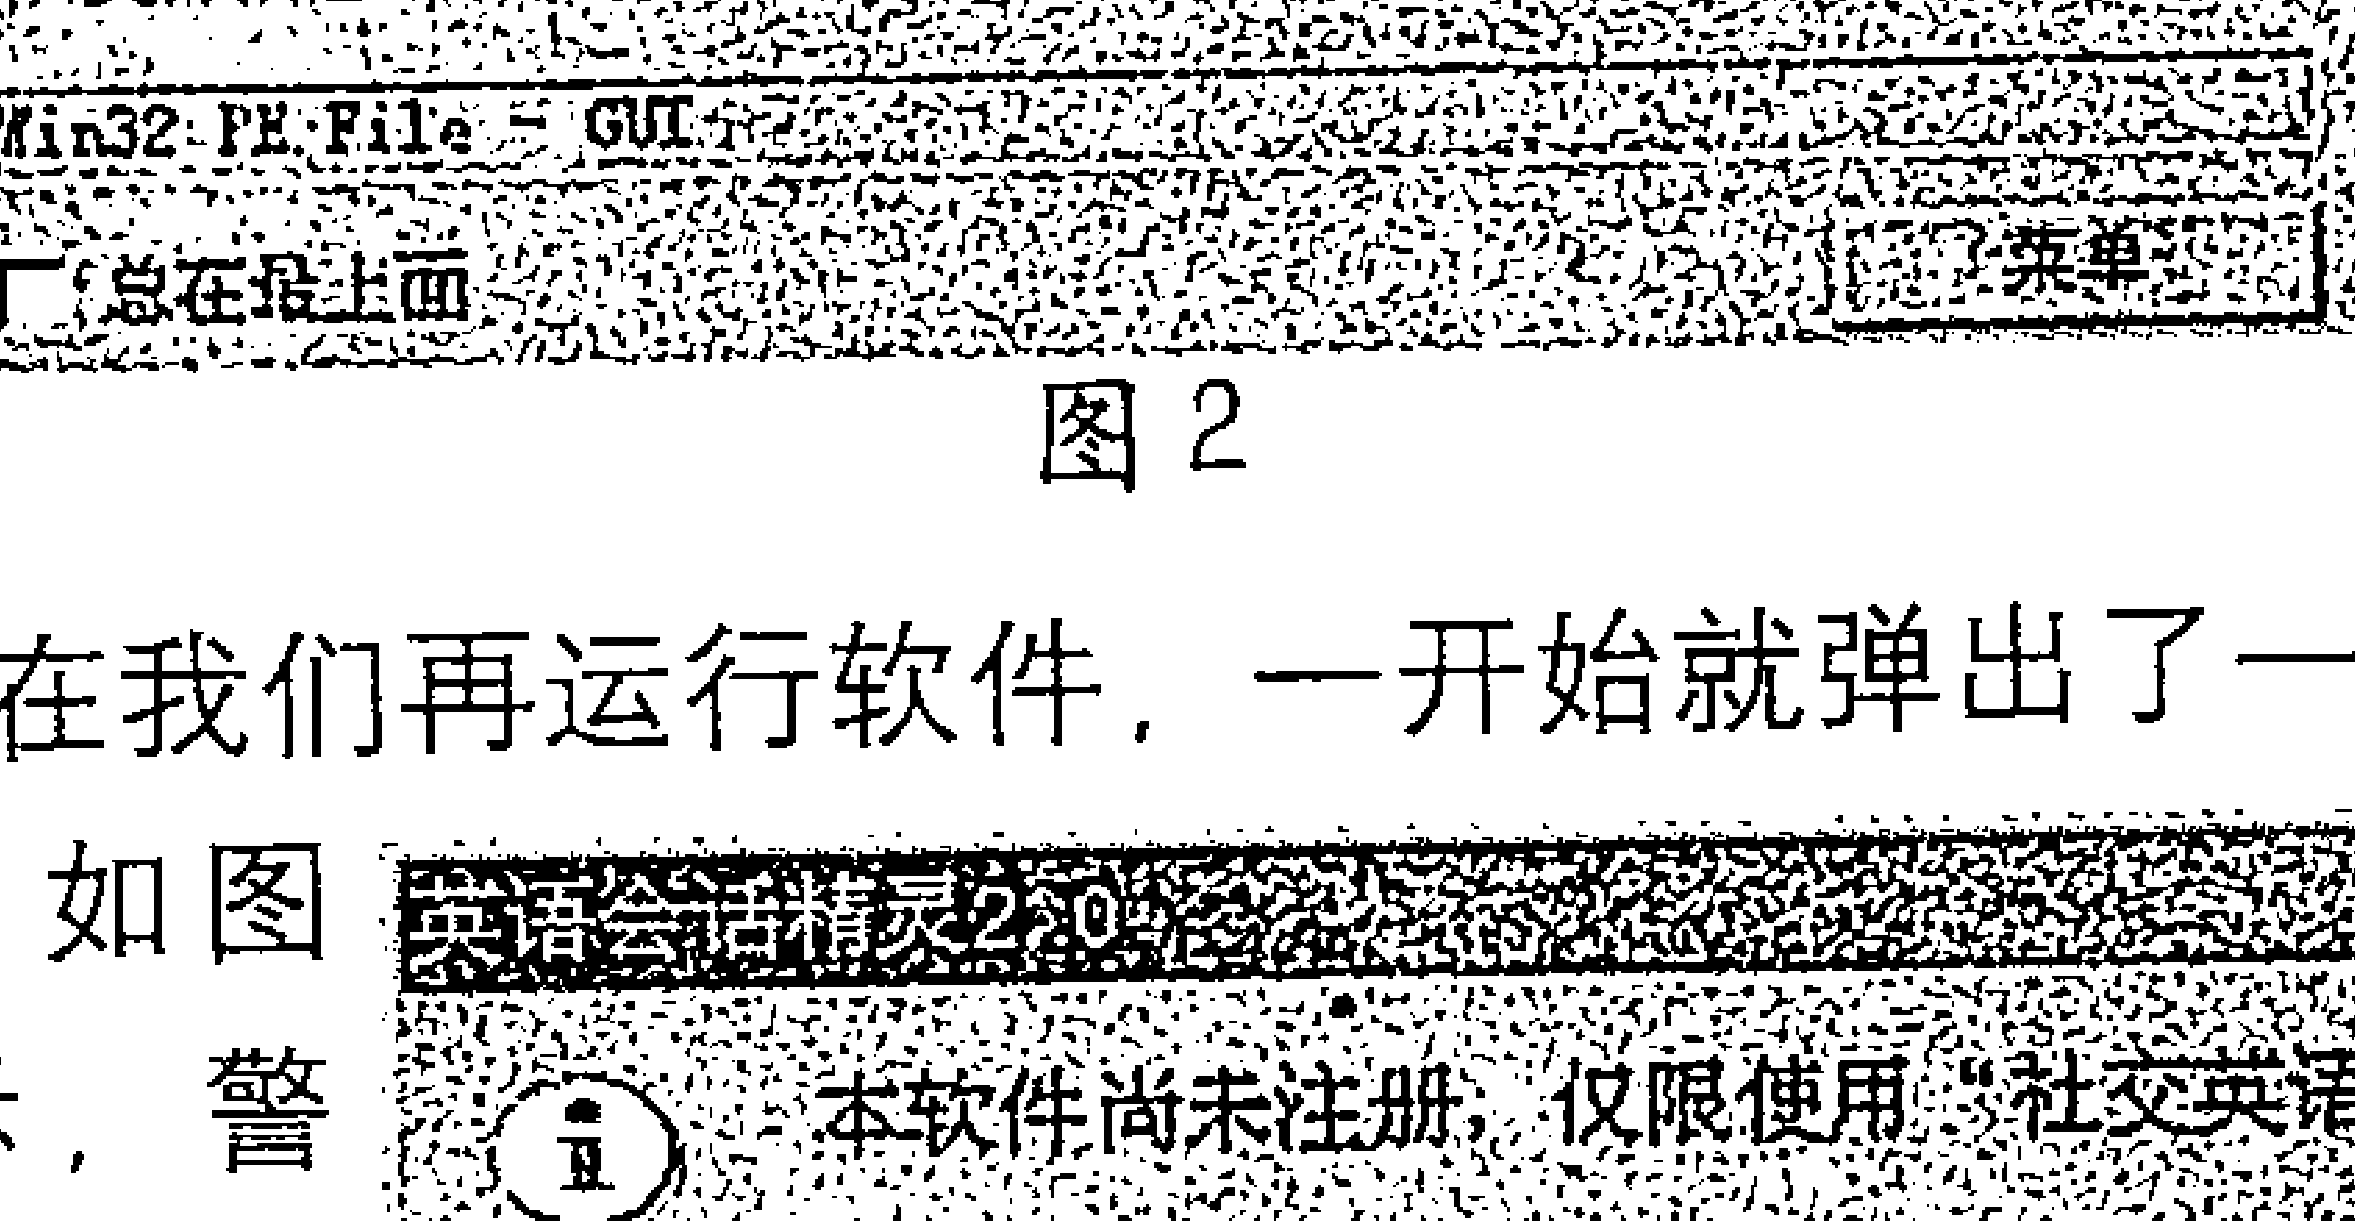 Win32 PE File - GUI
总在最上面
菜单
图 2
在我们再运行软件，一开始就弹出了一
如图
英语会话精灵2.0
，警
本软件尚未注册，仅限使用“社交英语